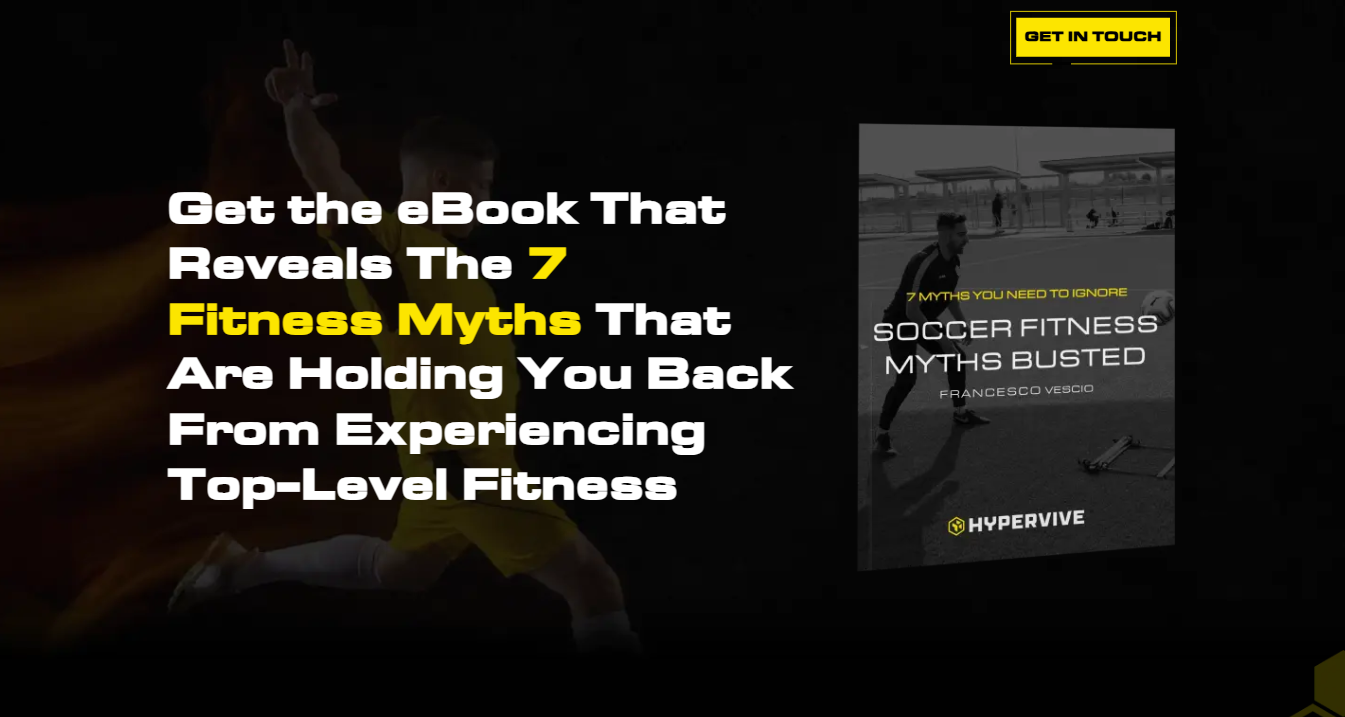 GET IN TOUCH
Get the eBook That
Reveals The 7
Fitness Myths That
Are Holding You Back
From Experiencing
Top-Level Fitness
7 MYTHS YOU NEED TO IGNORE
SOCCER FITNESS
MYTHS BUSTED
FRANCESCO VESCIO
HYPERVIVE